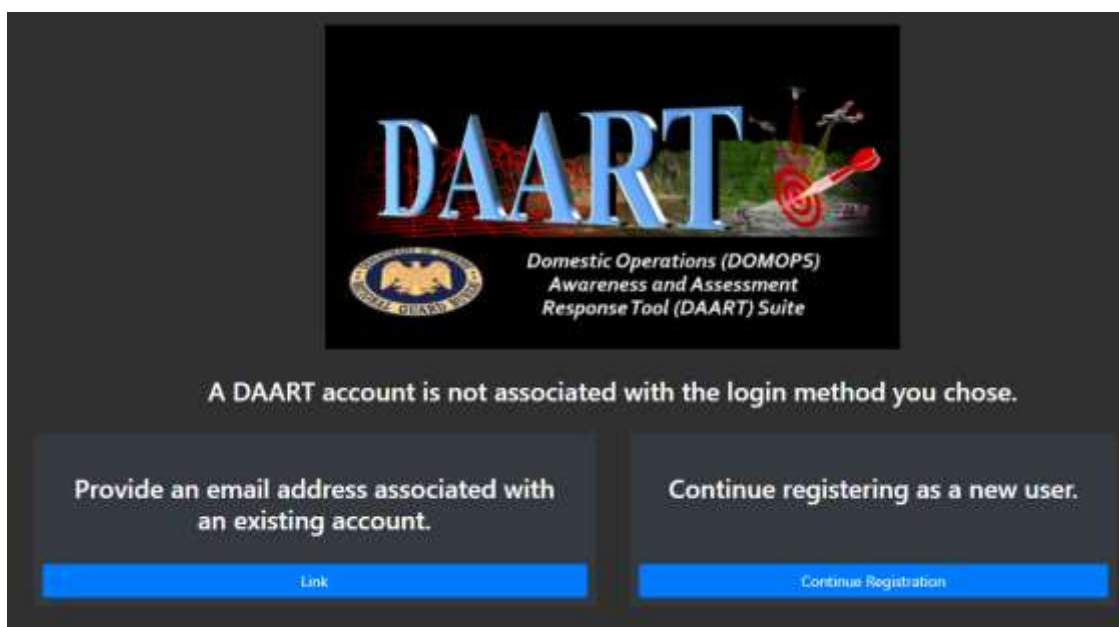 DAART
Domestic Operations (DOMOPS)
Awareness and Assessment
Response Tool (DAART) Suite
A DAART account is not associated with the login method you chose.
Provide an email address associated with
an existing account.
Link
Continue registering as a new user.
Continue Registration